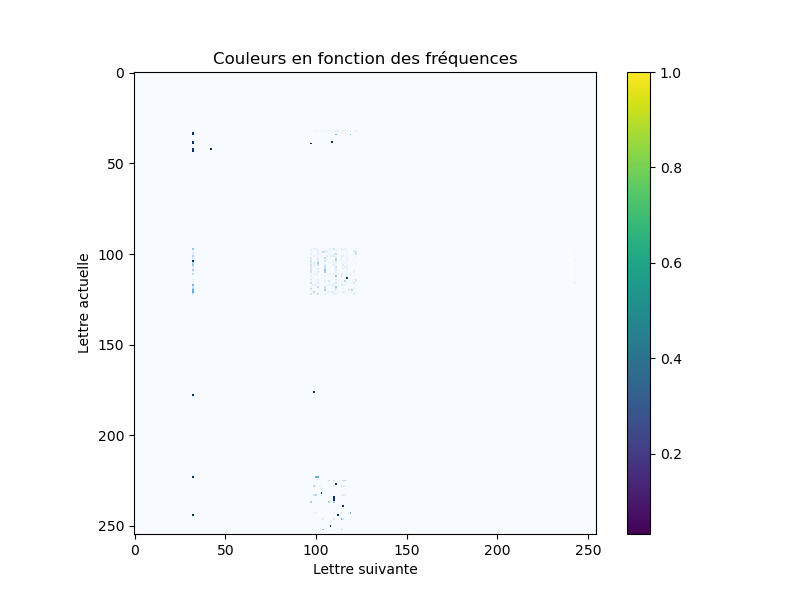 Couleurs en fonction des fréquences
Lettre actuelle
0
50
100
150
200
250
0 50 100 150 200 250
Lettre suivante
1.0
0.8
0.6
0.4
0.2